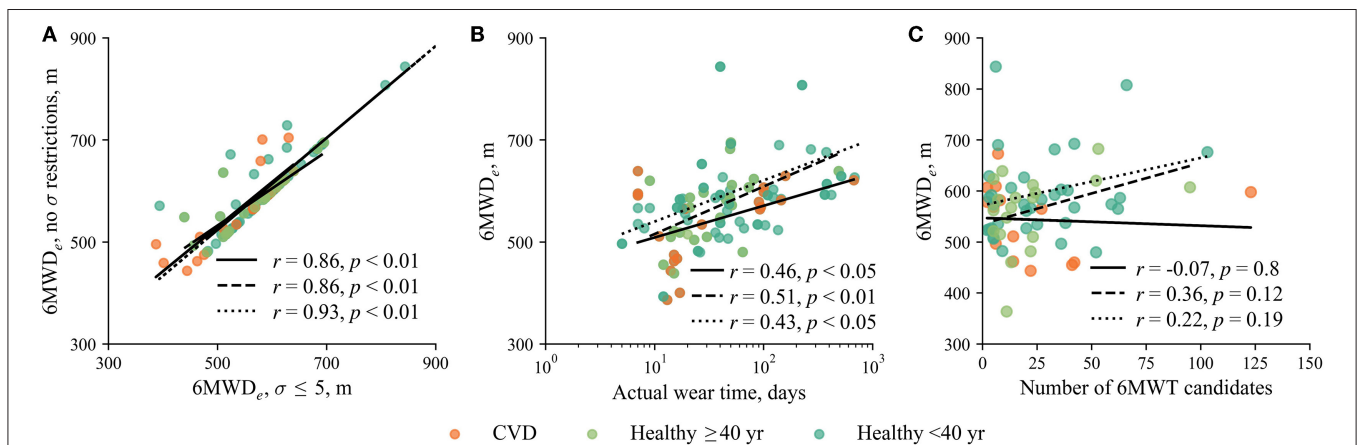 A
900
700
500
300
6MWDₑ, no σ restrictions, m
r = 0.86, p < 0.01
r = 0.86, p < 0.01
r = 0.93, p < 0.01
300 500 700 900
6MWDₑ, σ ≤ 5, m
B
900
700
500
300
6MWDₑ, m
r = 0.46, p < 0.05
r = 0.51, p < 0.01
r = 0.43, p < 0.05
10⁰ 10¹ 10² 10³
Actual wear time, days
C
900
800
700
600
500
400
300
6MWDₑ, m
r = -0.07, p = 0.8
r = 0.36, p = 0.12
r = 0.22, p = 0.19
0 25 50 75 100 125 150
Number of 6MWT candidates
CVD Healthy ≥40 yr Healthy <40 yr